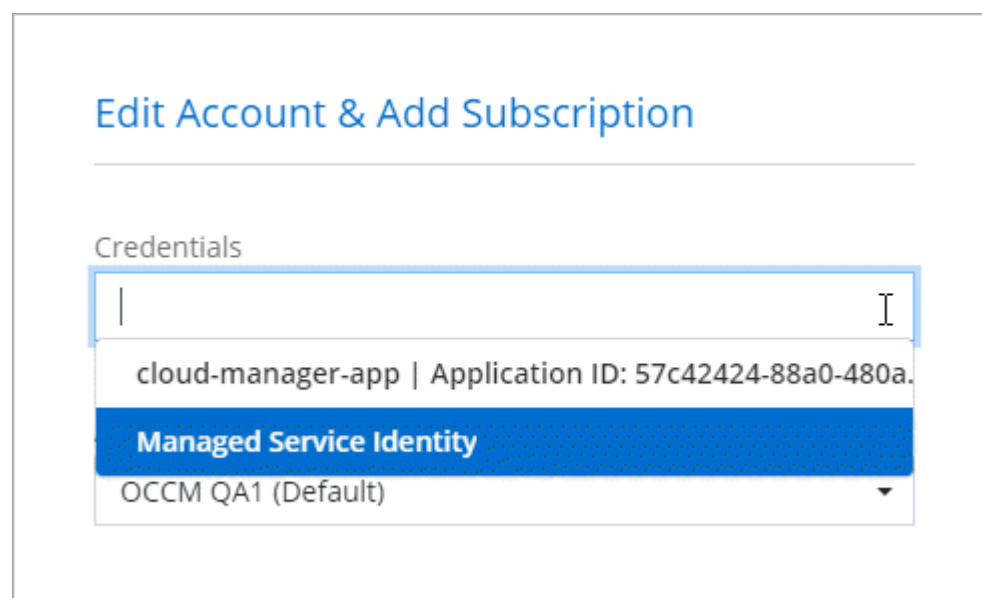 Edit Account & Add Subscription
Credentials
cloud-manager-app | Application ID: 57c42424-88a0-480a.
Managed Service Identity
OCCM QA1 (Default)